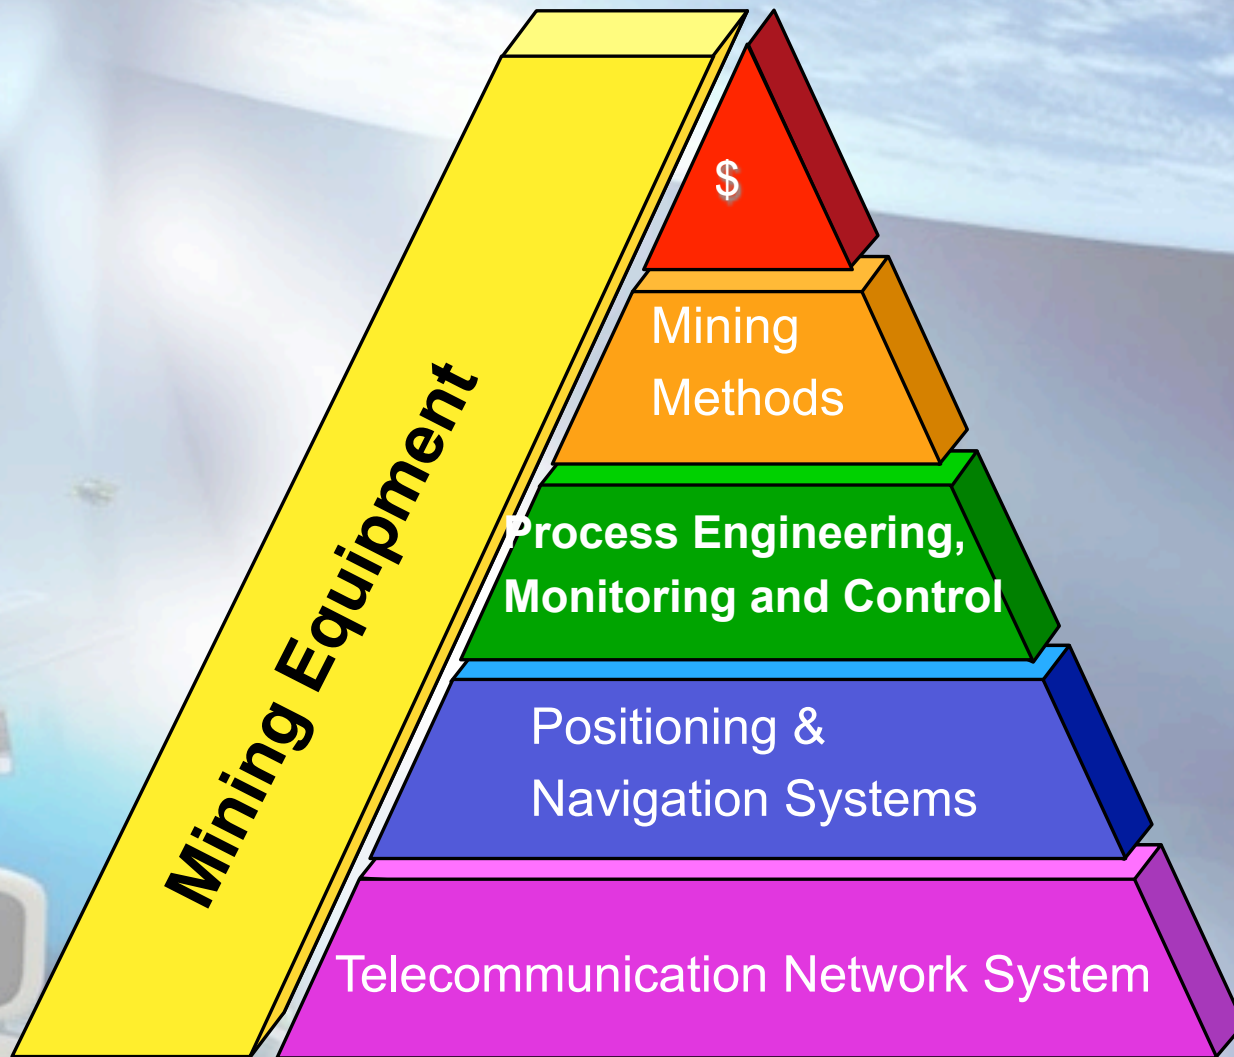 $
Mining
Methods
Process Engineering,
Monitoring and Control
Positioning &
Navigation Systems
Telecommunication Network System
Mining Equipment